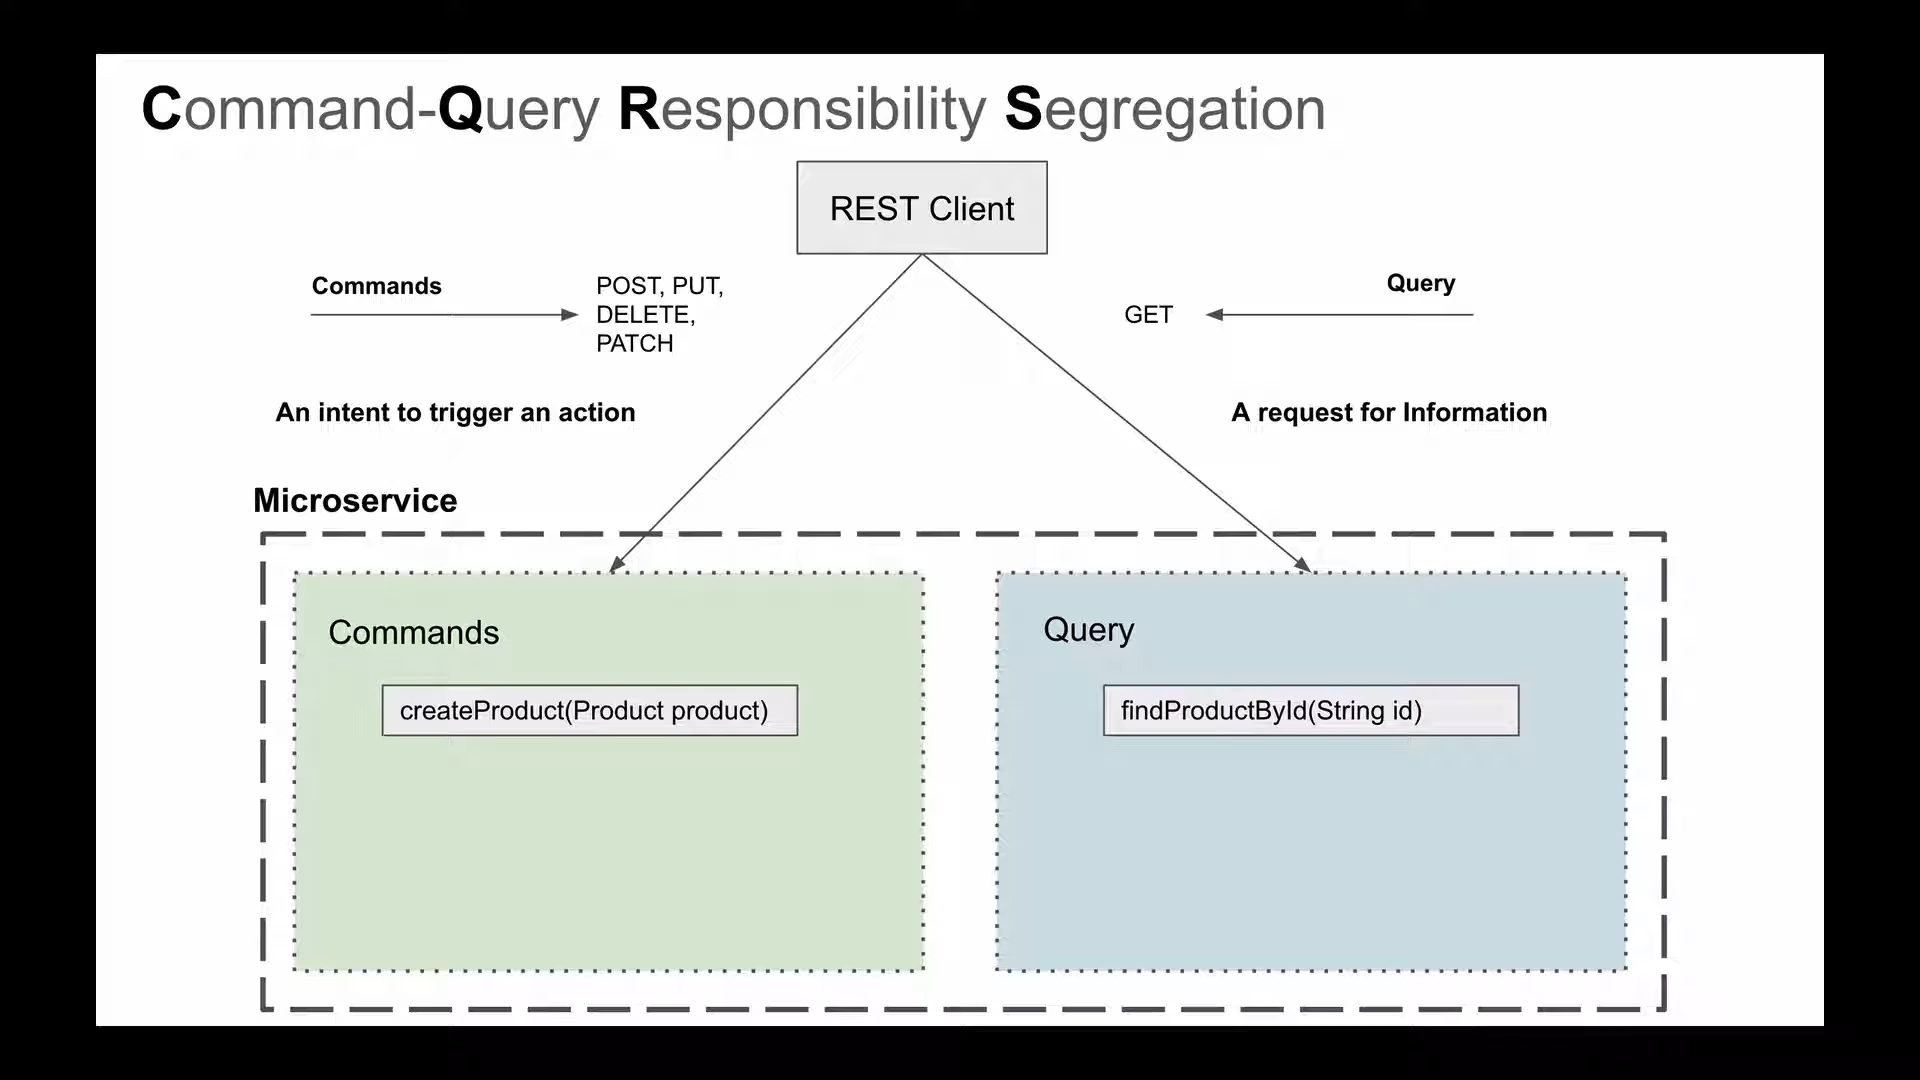 Command-Query Responsibility Segregation
REST Client
Commands
POST, PUT,
DELETE,
PATCH
GET
Query
An intent to trigger an action
A request for Information
Microservice
Commands
createProduct(Product product)
Query
findProductById(String id)